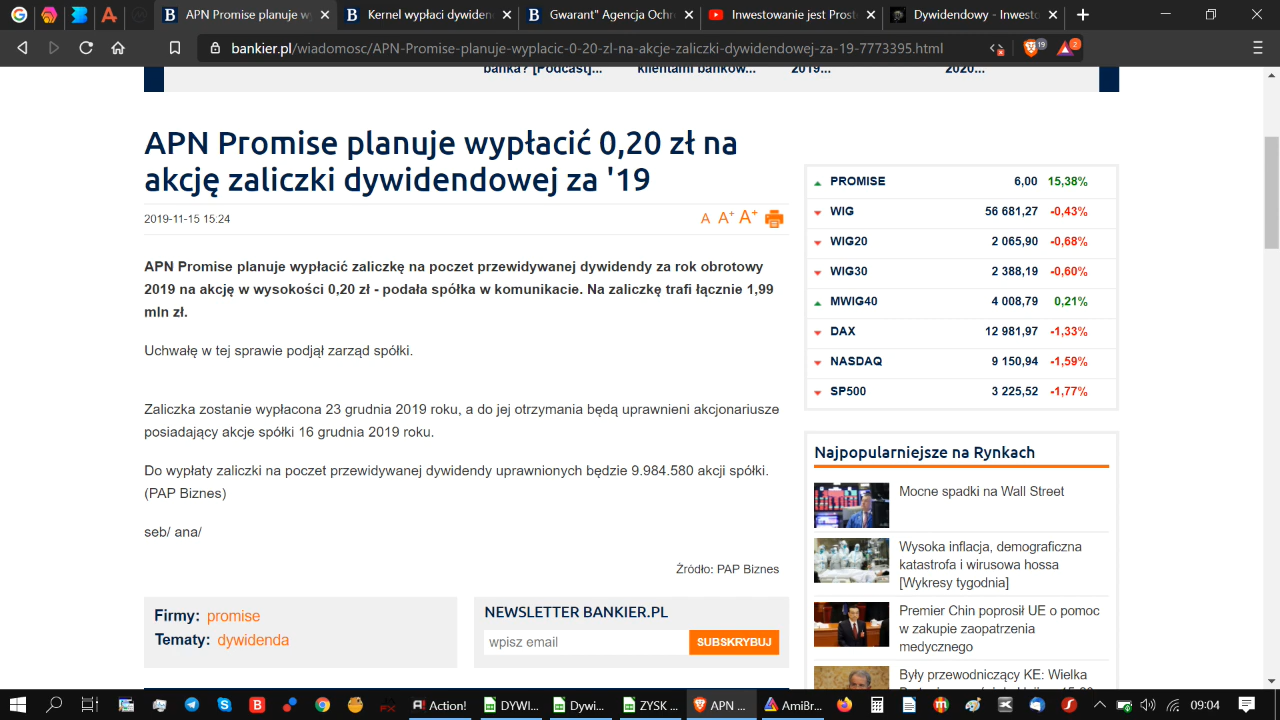 APN Promise planuje w
Kernel wypłaci dywiden
Gwarant" Agencja Ochr
Inwestowanie jest Prost
Dywidendowy - Inwesto
bankier.pl/wiadomosc/APN-Promise-planuje-wyplacic-0-20-zl-na-akcje-zaliczki-dywidendowej-za-19-7773395.html
19
2
banka? [Podcast]...
klientami banków...
2019...
2020...
APN Promise planuje wypłacić 0,20 zł na
akcję zaliczki dywidendowej za '19
2019-11-15 15:24
A A+ A+
APN Promise planuje wypłacić zaliczkę na poczet przewidywanej dywidendy za rok obrotowy
2019 na akcję w wysokości 0,20 zł - podała spółka w komunikacie. Na zaliczkę trafi łącznie 1,99
mln zł.
Uchwałę w tej sprawie podjął zarząd spółki.
Zaliczka zostanie wypłacona 23 grudnia 2019 roku, a do jej otrzymania będą uprawnieni akcjonariusze
posiadający akcje spółki 16 grudnia 2019 roku.
Do wypłaty zaliczki na poczet przewidywanej dywidendy uprawnionych będzie 9.984.580 akcji spółki.
(PAP Biznes)
seb/ ana/
Źródło: PAP Biznes
Firmy: promise
Tematy: dywidenda
NEWSLETTER BANKIER.PL
wpisz email
SUBSKRYBUJ
PROMISE 6,00 15,38%
WIG 56 681,27 -0,43%
WIG20 2 065,90 -0,68%
WIG30 2 388,19 -0,60%
MWIG40 4 008,79 0,21%
DAX 12 981,97 -1,33%
NASDAQ 9 150,94 -1,59%
SP500 3 225,52 -1,77%
Najpopularniejsze na Rynkach
Mocne spadki na Wall Street
Wysoka inflacja, demograficzna
katastrofa i wirusowa hossa
[Wykresy tygodnia]
Premier Chin poprosił UE o pomoc
w zakupie zaopatrzenia
medycznego
Były przewodniczący KE: Wielka
Action!
DYWI...
Dywi...
ZYSK ...
APN ...
AmiBr...
09:04